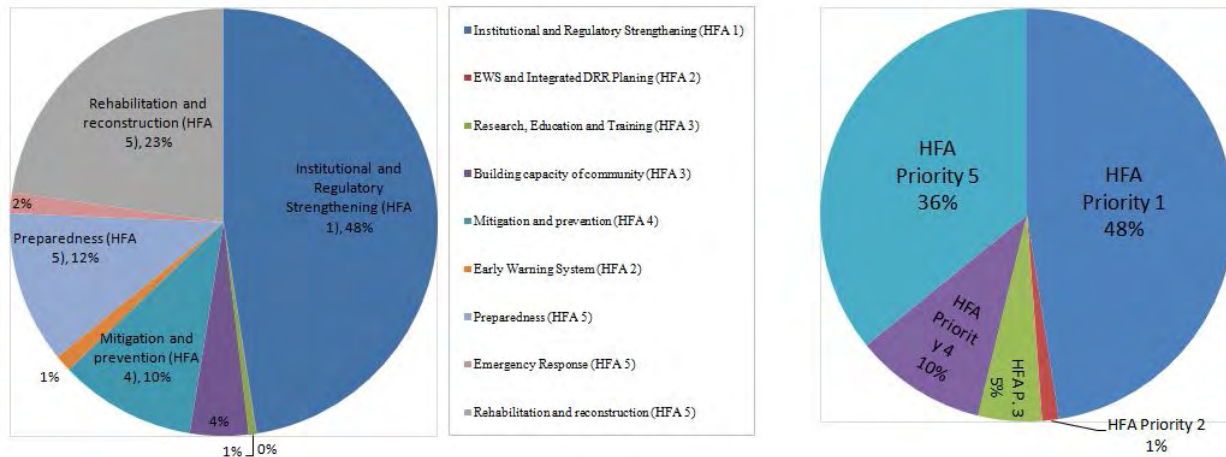 Rehabilitation and
reconstruction (HFA
5), 23%
Institutional and
Regulatory
Strengthening (HFA
1), 48%
2%
Preparedness (HFA
5), 12%
Mitigation and
prevention (HFA
4), 10%
1%
4%
1%
0%
Institutional and Regulatory Strengthening (HFA 1)
EWS and Integrated DRR Planing (HFA 2)
Research, Education and Training (HFA 3)
Building capacity of community (HFA 3)
Mitigation and prevention (HFA 4)
Early Warning System (HFA 2)
Preparedness (HFA 5)
Emergency Response (HFA 5)
Rehabilitation and reconstruction (HFA 5)
HFA
Priority 5
36%
HFA
Priority 1
48%
HFA
Priorit
y 4
10%
HFA P. 3
5%
HFA Priority 2
1%